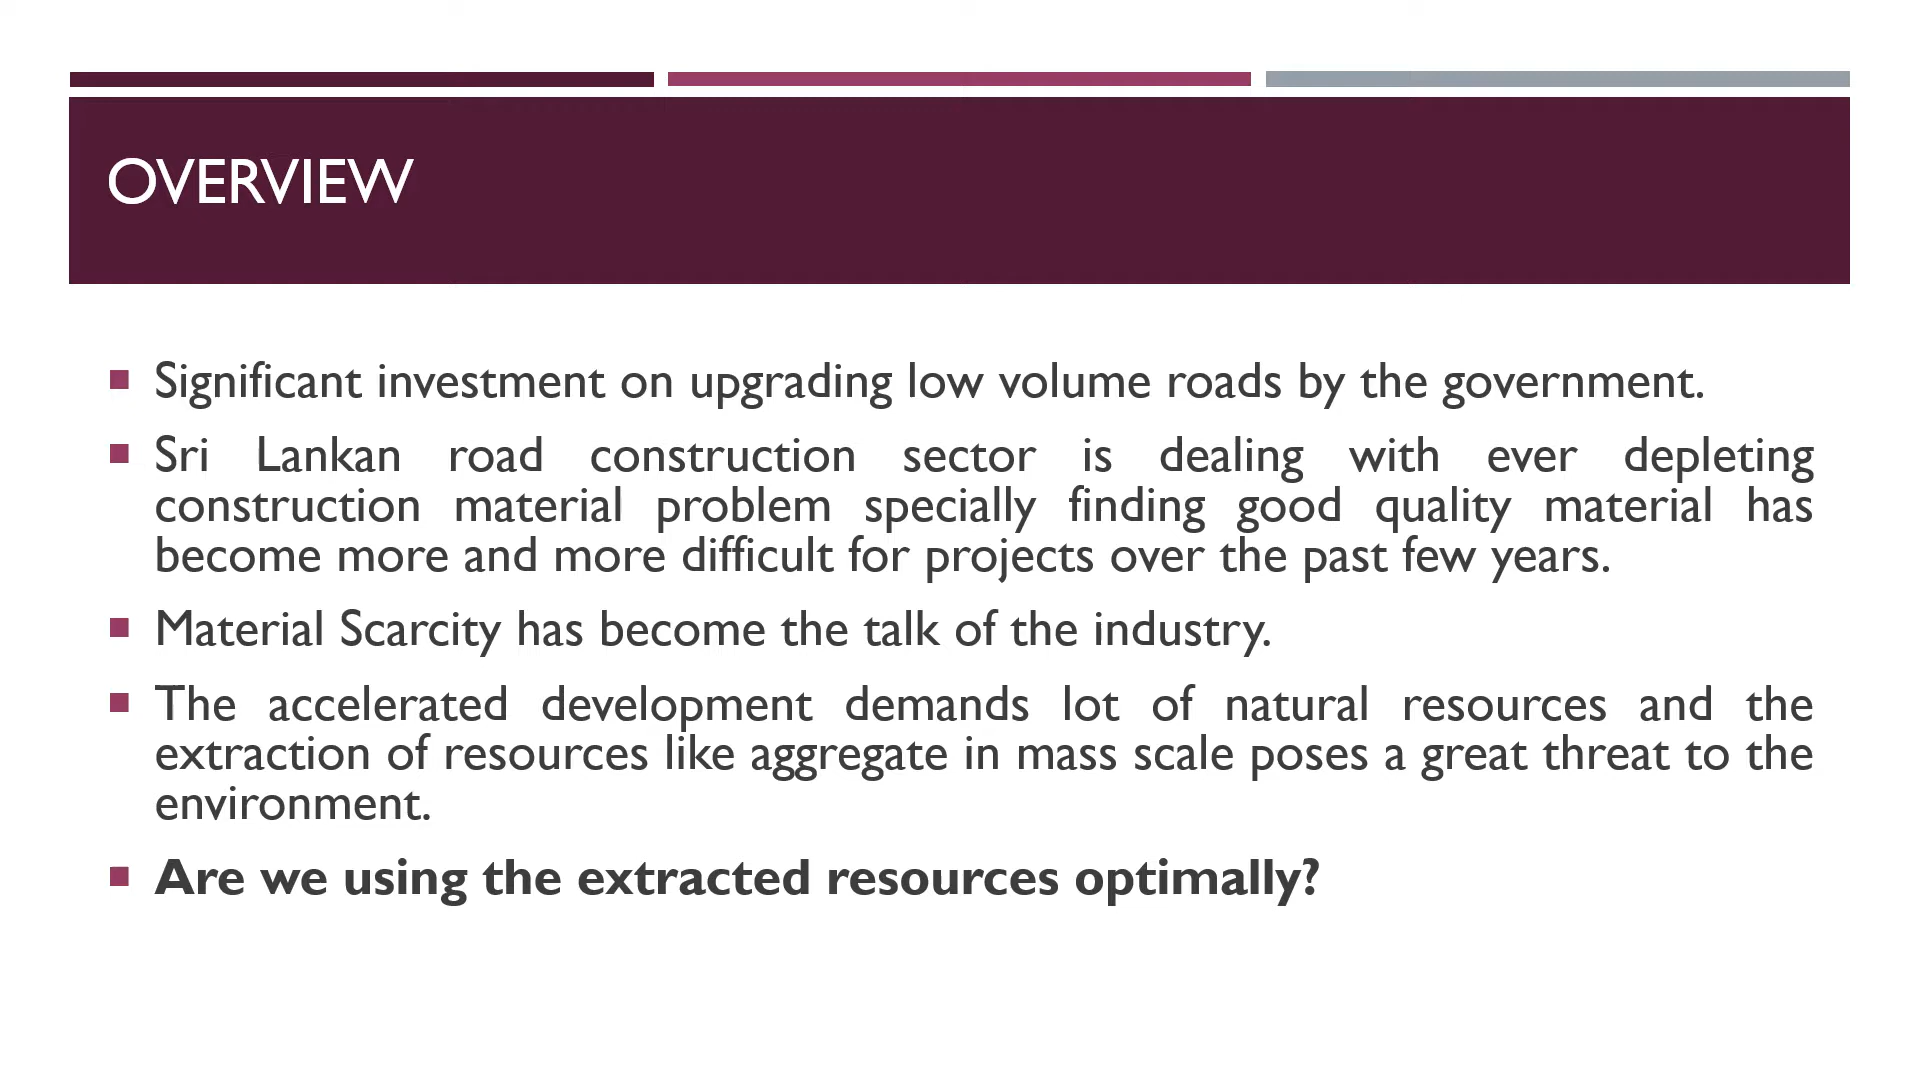 OVERVIEW
Significant investment on upgrading low volume roads by the government.
Sri Lankan road construction sector is dealing with ever depleting
construction material problem specially finding good quality material has
become more and more difficult for projects over the past few years.
Material Scarcity has become the talk of the industry.
The accelerated development demands lot of natural resources and the
extraction of resources like aggregate in mass scale poses a great threat to the
environment.
Are we using the extracted resources optimally?